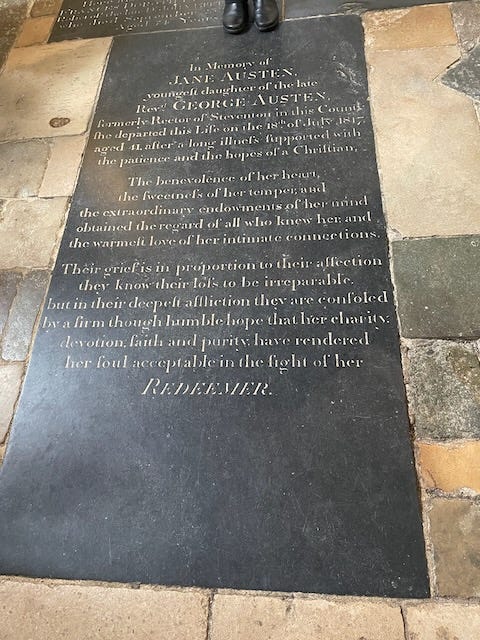 In Memory of
JANE AUSTEN,
youngeſt daughter of the late
Revd GEORGE AUSTEN,
formerly Rector of Steventon in this County
ſhe departed this Life on the 18th of July 1817,
aged 41, after a long illneſs ſupported with
the patience and the hopes of a Chriſtian.
The benevolence of her heart,
the ſweetneſs of her temper, and
the extraordinary endowments of her mind
obtained the regard of all who knew her, and
the warmeſt love of her intimate connections.
Their grief is in proportion to their affection
they know their loſs to be irreparable,
but in their deepeſt affliction they are conſoled
by a firm though humble hope that her charity,
devotion, faith and purity, have rendered
her ſoul acceptable in the ſight of her
REDEEMER.